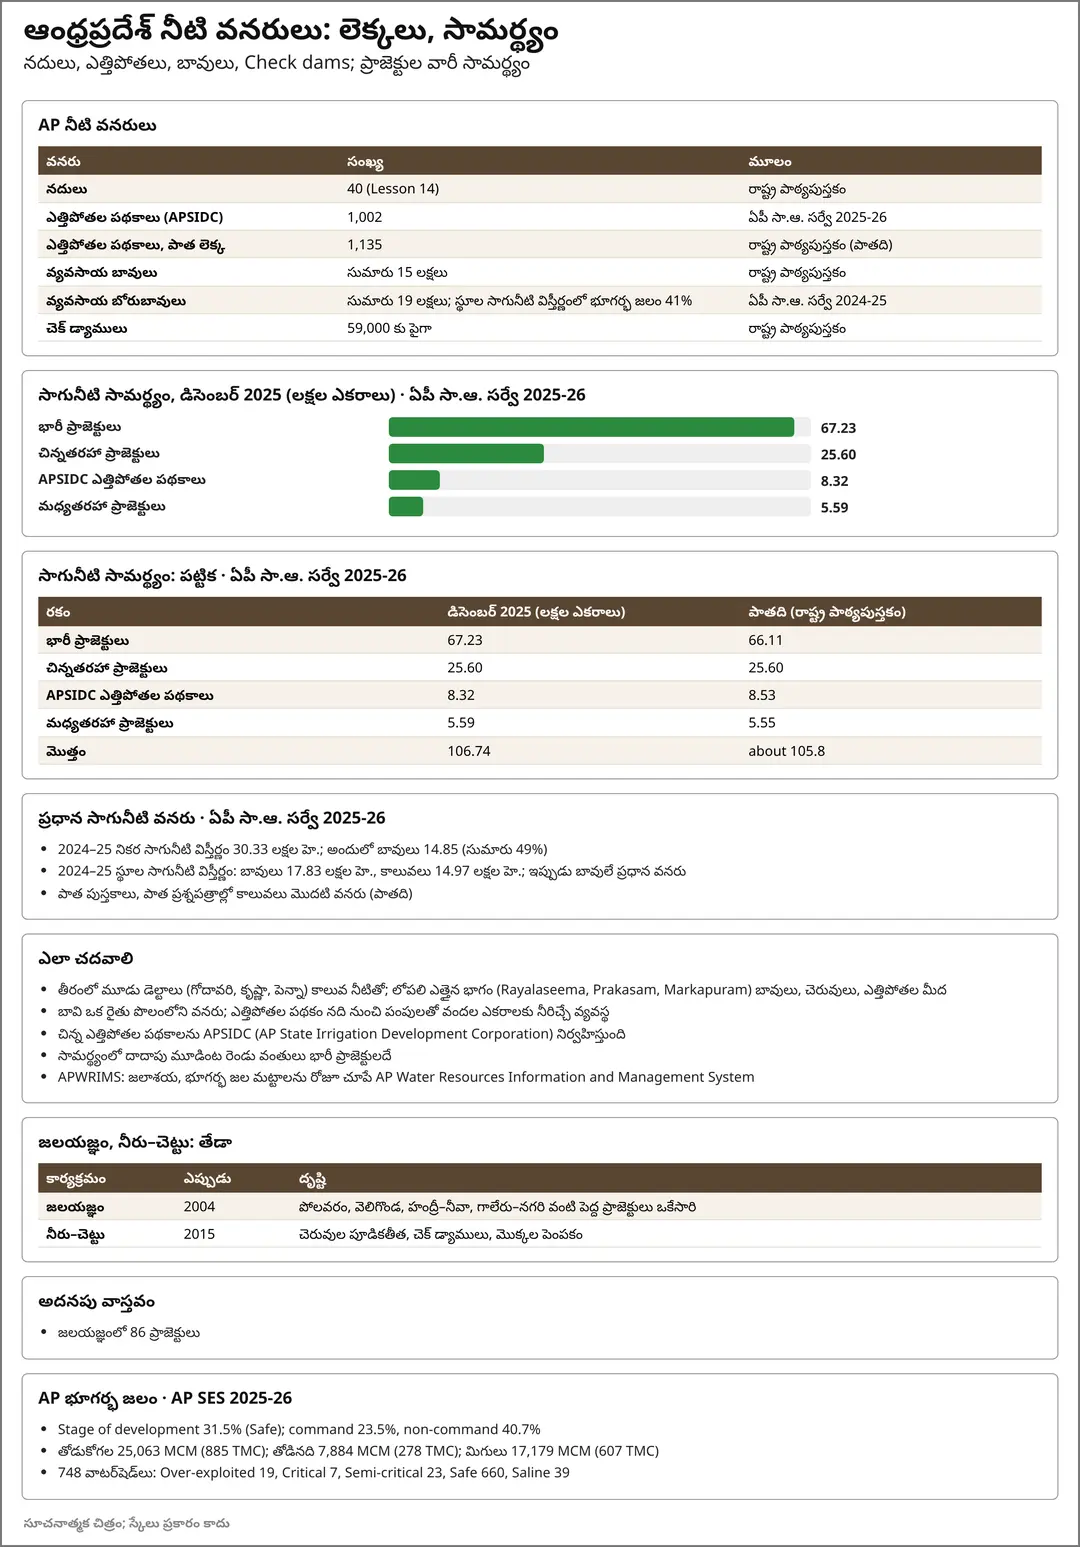 ఆంధ్రప్రదేశ్ నీటి వనరులు: లెక్కలు, సామర్థ్యం
నదులు, ఎత్తిపోతలు, బావులు, Check dams; ప్రాజెక్టుల వారీ సామర్థ్యం
AP నీటి వనరులు
వనరు సంఖ్య మూలం
నదులు 40 (Lesson 14) రాష్ట్ర పాఠ్యపుస్తకం
ఎత్తిపోతల పథకాలు (APSIDC) 1,002 ఏపీ సా.ఆ. సర్వే 2025-26
ఎత్తిపోతల పథకాలు, పాత లెక్క 1,135 రాష్ట్ర పాఠ్యపుస్తకం (పాతది)
వ్యవసాయ బావులు సుమారు 15 లక్షలు రాష్ట్ర పాఠ్యపుస్తకం
వ్యవసాయ బోరుబావులు సుమారు 19 లక్షలు; స్థూల సాగునీటి విస్తీర్ణంలో భూగర్భ జలం 41% ఏపీ సా.ఆ. సర్వే 2024-25
చెక్ డ్యాములు 59,000 కు పైగా రాష్ట్ర పాఠ్యపుస్తకం
సాగునీటి సామర్థ్యం, డిసెంబర్ 2025 (లక్షల ఎకరాలు) · ఏపీ సా.ఆ. సర్వే 2025-26
భారీ ప్రాజెక్టులు 67.23
చిన్నతరహా ప్రాజెక్టులు 25.60
APSIDC ఎత్తిపోతల పథకాలు 8.32
మధ్యతరహా ప్రాజెక్టులు 5.59
సాగునీటి సామర్థ్యం: పట్టిక · ఏపీ సా.ఆ. సర్వే 2025-26
రకం డిసెంబర్ 2025 (లక్షల ఎకరాలు) పాతది (రాష్ట్ర పాఠ్యపుస్తకం)
భారీ ప్రాజెక్టులు 67.23 66.11
చిన్నతరహా ప్రాజెక్టులు 25.60 25.60
APSIDC ఎత్తిపోతల పథకాలు 8.32 8.53
మధ్యతరహా ప్రాజెక్టులు 5.59 5.55
మొత్తం 106.74 about 105.8
ప్రధాన సాగునీటి వనరు · ఏపీ సా.ఆ. సర్వే 2025-26
• 2024–25 నికర సాగునీటి విస్తీర్ణం 30.33 లక్షల హె.; అందులో బావులు 14.85 (సుమారు 49%)
• 2024–25 స్థూల సాగునీటి విస్తీర్ణం: బావులు 17.83 లక్షల హె., కాలువలు 14.97 లక్షల హె.; ఇప్పుడు బావులే ప్రధాన వనరు
• పాత పుస్తకాలు, పాత ప్రశ్నపత్రాల్లో కాలువలు మొదటి వనరు (పాతది)
ఎలా చదవాలి
• తీరంలో మూడు డెల్టాలు (గోదావరి, కృష్ణా, పెన్నా) కాలువ నీటితో; లోపలి ఎత్తైన భాగం (Rayalaseema, Prakasam, Markapuram) బావులు, చెరువులు, ఎత్తిపోతల మీద
• బావి ఒక రైతు పొలంలోని వనరు; ఎత్తిపోతల పథకం నది నుంచి పంపులతో వందల ఎకరాలకు నీరిచ్చే వ్యవస్థ
• చిన్న ఎత్తిపోతల పథకాలను APSIDC (AP State Irrigation Development Corporation) నిర్వహిస్తుంది
• సామర్థ్యంలో దాదాపు మూడింట రెండు వంతులు భారీ ప్రాజెక్టులదే
• APWRIMS: జలాశయ, భూగర్భ జల మట్టాలను రోజూ చూపే AP Water Resources Information and Management System
జలయజ్ఞం, నీరు–చెట్టు: తేడా
కార్యక్రమం ఎప్పుడు దృష్టి
జలయజ్ఞం 2004 పోలవరం, వెలిగొండ, హంద్రీ–నీవా, గాలేరు–నగరి వంటి పెద్ద ప్రాజెక్టులు ఒకేసారి
నీరు–చెట్టు 2015 చెరువుల పూడికతీత, చెక్ డ్యాములు, మొక్కల పెంపకం
అదనపు వాస్తవం
• జలయజ్ఞంలో 86 ప్రాజెక్టులు
AP భూగర్భ జలం · AP SES 2025-26
• Stage of development 31.5% (Safe); command 23.5%, non-command 40.7%
• తోడుకోగల 25,063 MCM (885 TMC); తోడినది 7,884 MCM (278 TMC); మిగులు 17,179 MCM (607 TMC)
• 748 వాటర్‌షెడ్‌లు: Over-exploited 19, Critical 7, Semi-critical 23, Safe 660, Saline 39
సూచనాత్మక చిత్రం; స్కేలు ప్రకారం కాదు